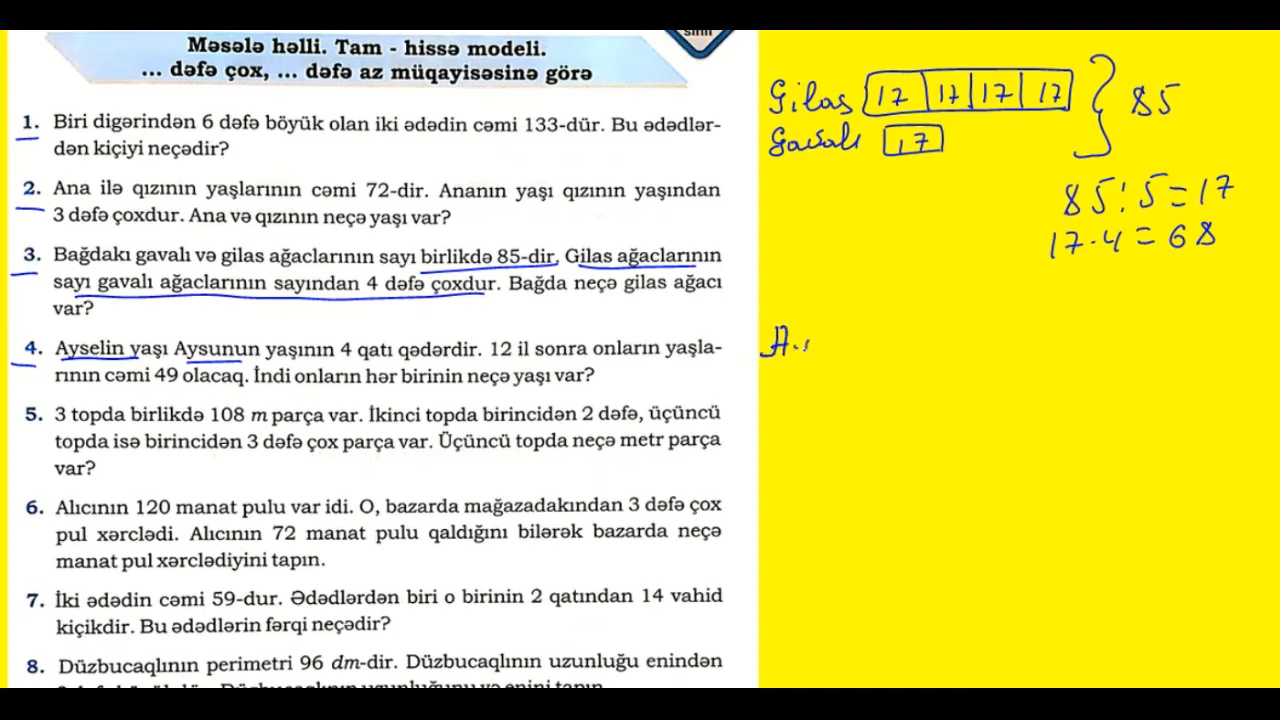 sinif
Məsələ həlli. Tam - hissə modeli.
... dəfə çox, ... dəfə az müqayisəsinə görə
1. Biri digərindən 6 dəfə böyük olan iki ədədin cəmi 133-dür. Bu ədədlər-
dən kiçiyi neçədir?
2. Ana ilə qızının yaşlarının cəmi 72-dir. Ananın yaşı qızının yaşından
3 dəfə çoxdur. Ana və qızının neçə yaşı var?
3. Bağdakı gavalı və gilas ağaclarının sayı birlikdə 85-dir. Gilas ağaclarının
sayı gavalı ağaclarının sayından 4 dəfə çoxdur. Bağda neçə gilas ağacı
var?
4. Ayselin yaşı Aysunun yaşının 4 qatı qədərdir. 12 il sonra onların yaşla-
rının cəmi 49 olacaq. İndi onların hər birinin neçə yaşı var?
5. 3 topda birlikdə 108 m parça var. İkinci topda birincidən 2 dəfə, üçüncü
topda isə birincidən 3 dəfə çox parça var. Üçüncü topda neçə metr parça
var?
6. Alıcının 120 manat pulu var idi. O, bazarda mağazadakından 3 dəfə çox
pul xərclədi. Alıcının 72 manat pulu qaldığını bilərək bazarda neçə
manat pul xərclədiyini tapın.
7. İki ədədin cəmi 59-dur. Ədədlərdən biri o birinin 2 qatından 14 vahid
kiçikdir. Bu ədədlərin fərqi neçədir?
8. Düzbucaqlının perimetri 96 dm-dir. Düzbucaqlının uzunluğu enindən
Gilas 17 17 17 17 } 85
Gavalı 17
85:5=17
17·4=68
A.